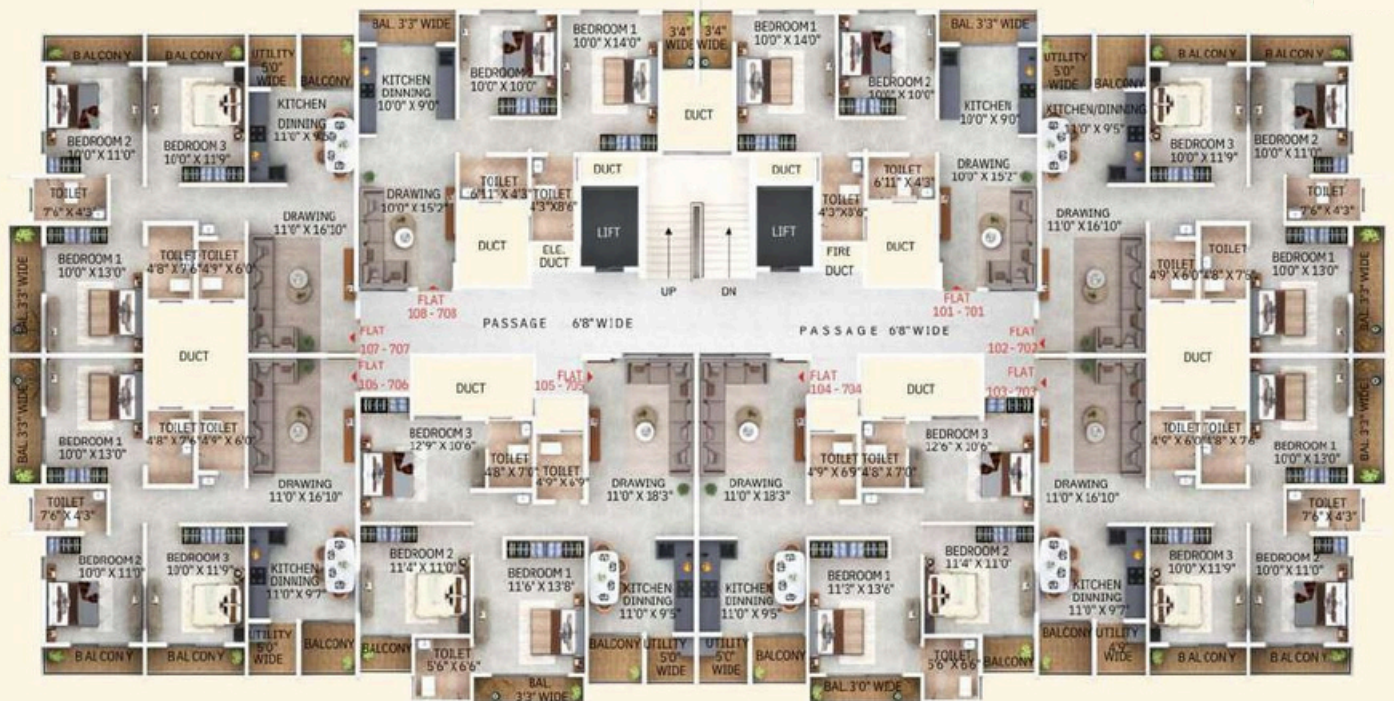 BAL. 3'3" WIDE
BEDROOM 1
10'0" X 14'0"
3'4"
WIDE
3'4"
WIDE
BEDROOM 1
10'0" X 14'0"
BAL. 3'3" WIDE
BALCONY
BALCONY
UTILITY
5'0"
WIDE
BALCONY
KITCHEN
DINNING
10'0" X 9'0"
BEDROOM
10'0" X 10'0"
BEDROOM 2
10'0" X 10'0"
KITCHEN
10'0" X 9'0"
UTILITY
5'0"
WIDE
BALCONY
BALCONY
BALCONY
BEDROOM 2
10'0" X 11'0"
BEDROOM 3
10'0" X 11'9"
KITCHEN
DINNING
11'0" X 9'5"
DUCT
KITCHEN/DINNING
11'0" X 9'5"
BEDROOM 3
10'0" X 11'9"
BEDROOM 2
10'0" X 11'0"
TOILET
7'6" X 4'3"
DRAWING
11'0" X 16'10"
DRAWING
10'0" X 15'2"
TOILET
6'11" X 4'3"
TOILET
4'3"X8'6"
DUCT
DUCT
TOILET
4'3"X8'6"
TOILET
6'11" X 4'3"
DRAWING
10'0" X 15'2"
DRAWING
11'0" X 16'10"
TOILET
7'6" X 4'3"
BAL. 3'3" WIDE
BEDROOM 1
10'0" X 13'0"
TOILET
4'8" X 7'6"
TOILET
4'9" X 6'0"
DUCT
ELE.
DUCT
LIFT
UP
DN
LIFT
FIRE
DUCT
DUCT
TOILET
4'9" X 6'0"
TOILET
4'8" X 7'6"
BEDROOM 1
10'0" X 13'0"
BAL. 3'3" WIDE
FLAT
108 - 708
FLAT
101 - 701
PASSAGE 6'8" WIDE
PASSAGE 6'8" WIDE
FLAT
107 - 707
FLAT
102 - 702
DUCT
DUCT
FLAT
106 - 706
DUCT
105 - 705
FLAT
FLAT
104 - 704
DUCT
FLAT
103 - 703
BAL. 3'3" WIDE
BEDROOM 1
10'0" X 13'0"
TOILET
4'8" X 7'6"
TOILET
4'9" X 6'0"
BEDROOM 3
12'9" X 10'6"
TOILET
4'8" X 7'0"
TOILET
4'9" X 6'9"
TOILET
4'9" X 6'9"
TOILET
4'8" X 7'0"
BEDROOM 3
12'6" X 10'6"
TOILET
4'9" X 6'0"
TOILET
4'8" X 7'6"
BEDROOM 1
10'0" X 13'0"
BAL. 3'3" WIDE
TOILET
7'6" X 4'3"
DRAWING
11'0" X 16'10"
DRAWING
11'0" X 18'3"
DRAWING
11'0" X 18'3"
DRAWING
11'0" X 16'10"
TOILET
7'6" X 4'3"
BEDROOM 2
10'0" X 11'0"
BEDROOM 3
10'0" X 11'9"
KITCHEN
DINNING
11'0" X 9'7"
BEDROOM 2
11'4" X 11'0"
BEDROOM 1
11'6" X 13'8"
KITCHEN
DINNING
11'0" X 9'5"
KITCHEN
DINNING
11'0" X 9'5"
BEDROOM 1
11'3" X 13'6"
BEDROOM 2
11'4" X 11'0"
KITCHEN
DINNING
11'0" X 9'7"
BEDROOM 3
10'0" X 11'9"
BEDROOM 2
10'0" X 11'0"
BALCONY
BALCONY
UTILITY
5'0"
WIDE
BALCONY
BALCONY
TOILET
5'6" X 6'6"
BAL.
3'3" WIDE
BALCONY
UTILITY
5'0"
WIDE
UTILITY
5'0"
WIDE
BALCONY
BAL. 3'0" WIDE
TOILET
5'6" X 6'6"
BALCONY
BALCONY
UTILITY
4'9"
WIDE
BALCONY
BALCONY